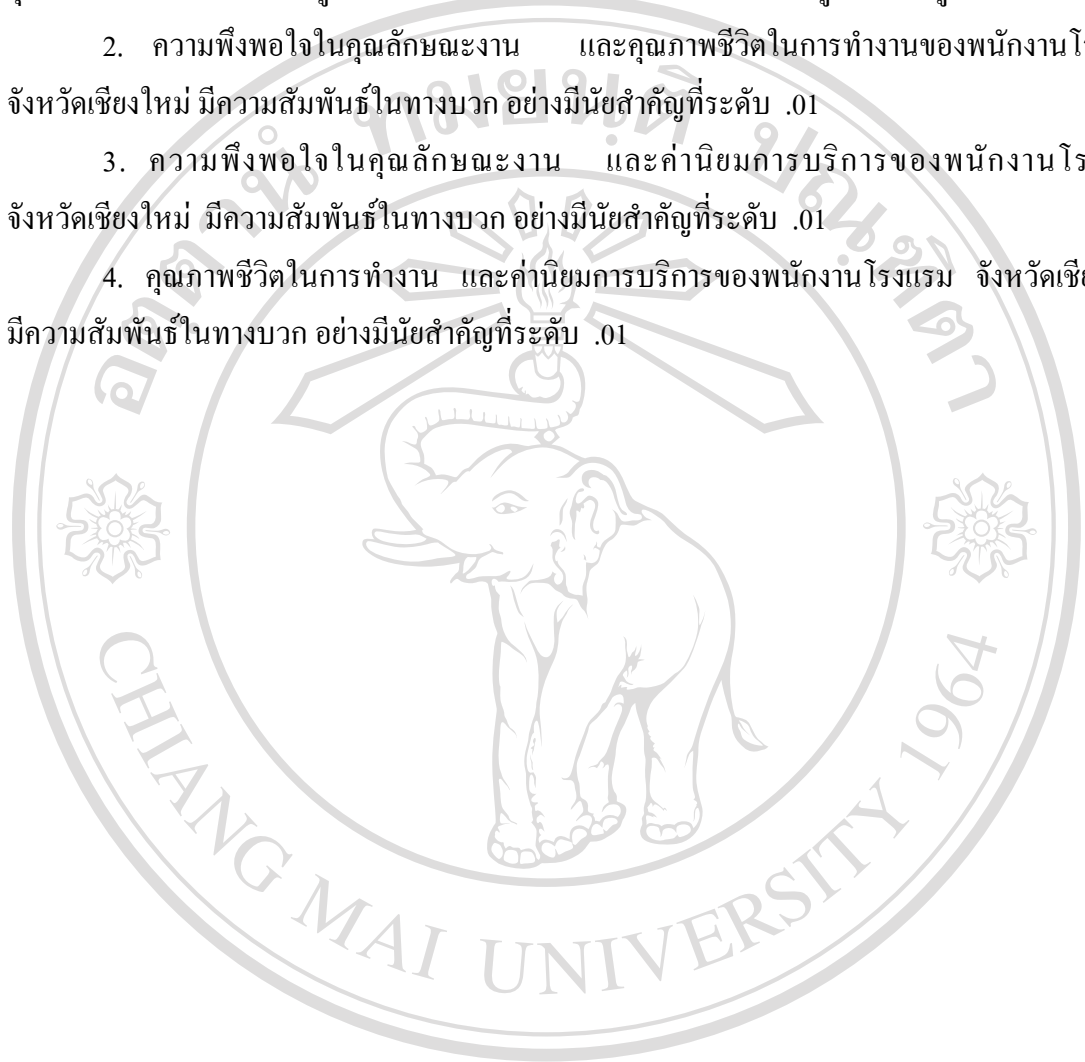 2. ความพึงพอใจในคุณลักษณะงาน และคุณภาพชีวิตในการทำงานของพนักงาน
จังหวัดเชียงใหม่ มีความสัมพันธ์ในทางบวก อย่างมีนัยสำคัญที่ระดับ .01
3. ความพึงพอใจในคุณลักษณะงาน และค่านิยมการบริการของพนักงาน
จังหวัดเชียงใหม่ มีความสัมพันธ์ในทางบวก อย่างมีนัยสำคัญที่ระดับ .01
4. คุณภาพชีวิตในการทำงาน และค่านิยมการบริการของพนักงานโรงแรม จังหวัด
มีความสัมพันธ์ในทางบวก อย่างมีนัยสำคัญที่ระดับ .01
อตฺตานํ ทมยนฺติ ปณฺฑิตา
CHIANG MAI UNIVERSITY 1964